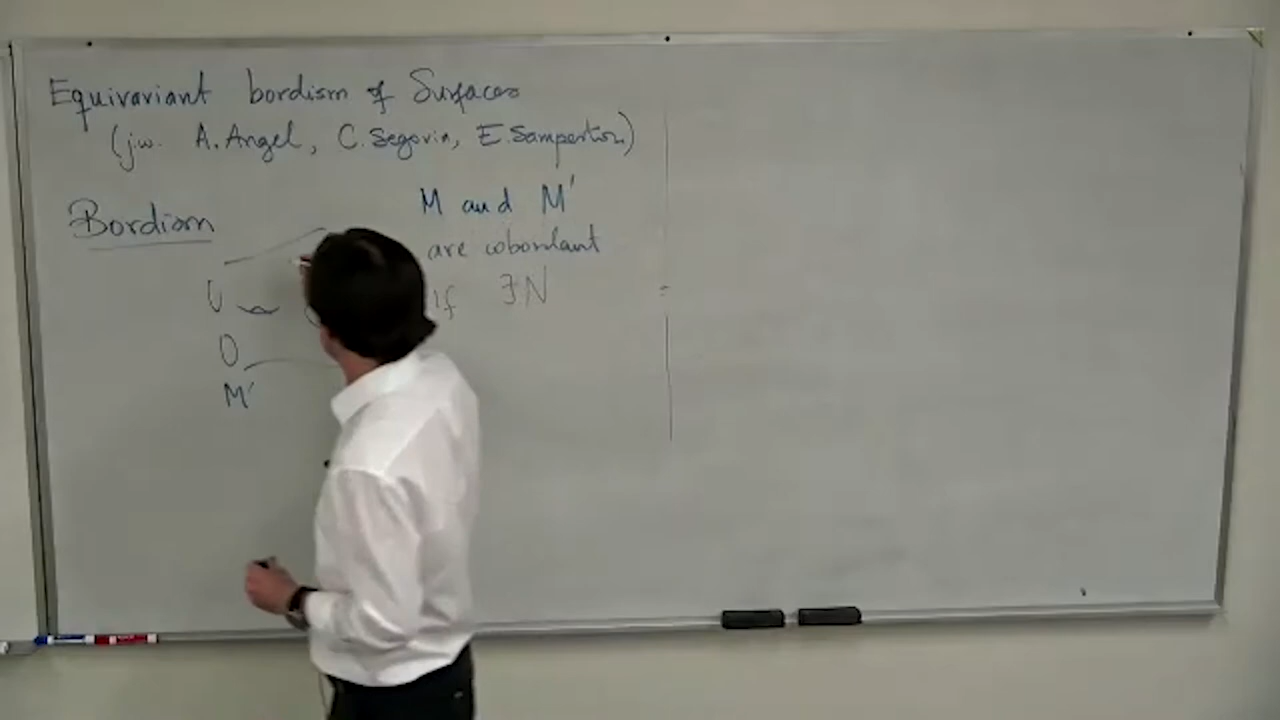 Equivariant bordism of Surfaces
(j.w. A. Angel, C. Segovia, E. Samperton)
Bordism
M and M'
are cobordant
if ∃N
M'